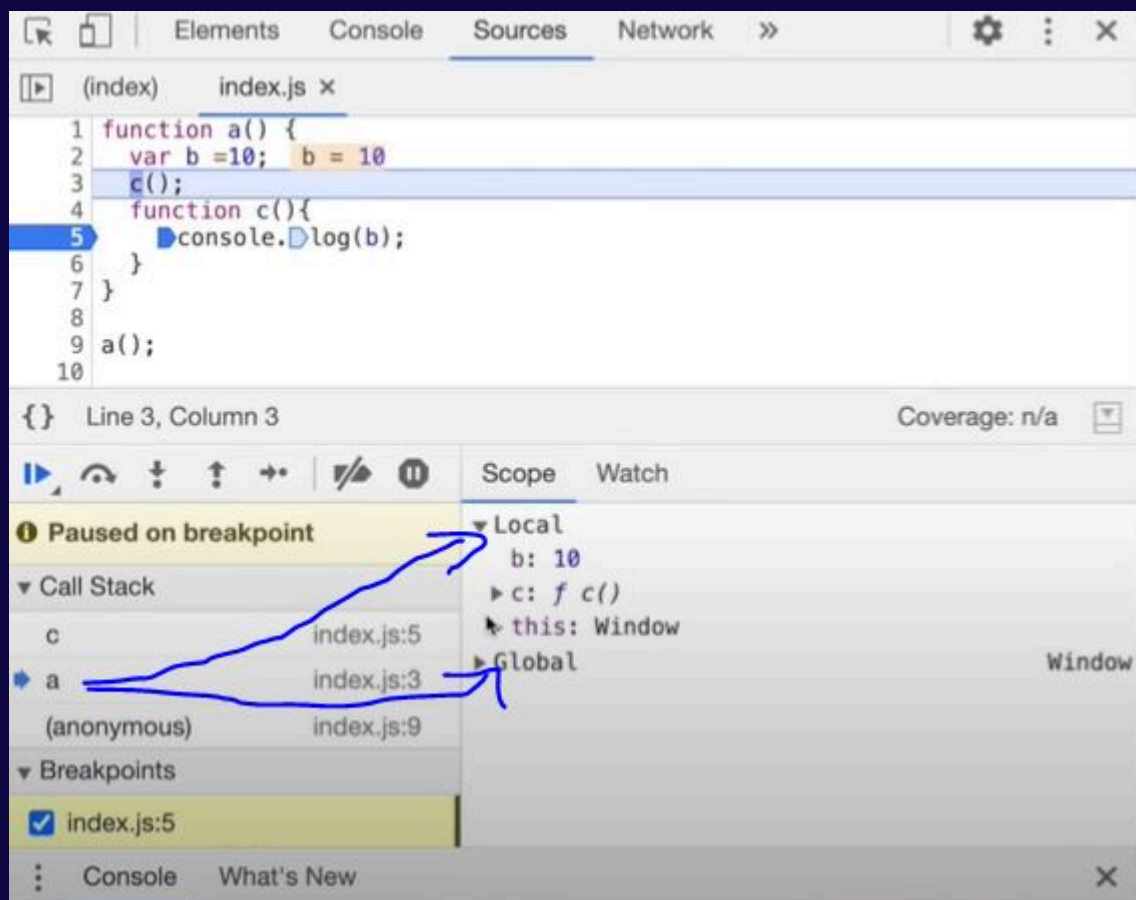 Elements Console Sources Network »
(index) index.js ×
1 function a() {
2 var b =10; b = 10
3 c();
4 function c(){
5 console.log(b);
6 }
7 }
8
9 a();
10
{} Line 3, Column 3 Coverage: n/a
Scope Watch
Paused on breakpoint
Local
b: 10
Call Stack
c: ƒ c()
c index.js:5
this: Window
a index.js:3
Global Window
(anonymous) index.js:9
Breakpoints
index.js:5
Console What's New